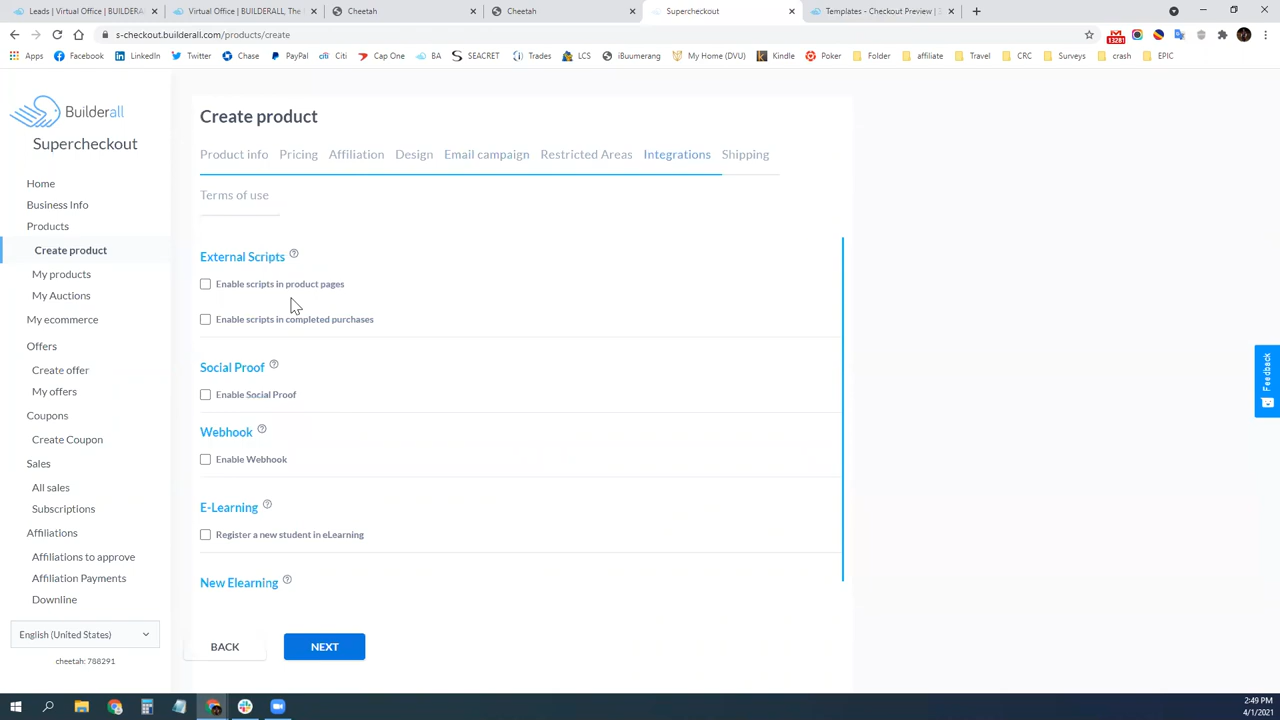 Leads | Virtual Office | BUILDERA
Virtual Office | BUILDERALL, The
Cheetah
Cheetah
Supercheckout
Templates - Checkout Preview | S
s-checkout.builderall.com/products/create
Apps
Facebook
LinkedIn
Twitter
Chase
PayPal
Citi
Cap One
BA
SEACRET
Trades
LCS
iBuumerang
My Home (DVU)
Kindle
Poker
Folder
affiliate
Travel
CRC
Surveys
crash
EPIC
13281
Builderall
Supercheckout
Home
Business Info
Products
Create product
My products
My Auctions
My ecommerce
Offers
Create offer
My offers
Coupons
Create Coupon
Sales
All sales
Subscriptions
Affiliations
Affiliations to approve
Affiliation Payments
Downline
English (United States)
cheetah: 788291
Create product
Product info Pricing Affiliation Design Email campaign Restricted Areas Integrations Shipping
Terms of use
External Scripts
Enable scripts in product pages
Enable scripts in completed purchases
Social Proof
Enable Social Proof
Webhook
Enable Webhook
E-Learning
Register a new student in eLearning
New Elearning
BACK
NEXT
Feedback
2:49 PM
4/1/2021